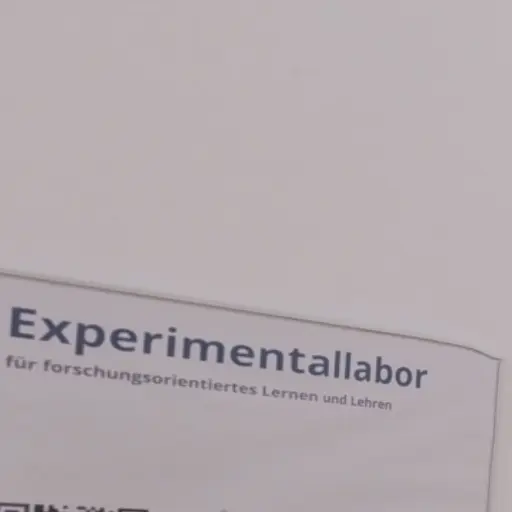 Experimentallabor
für forschungsorientiertes Lernen und Lehren